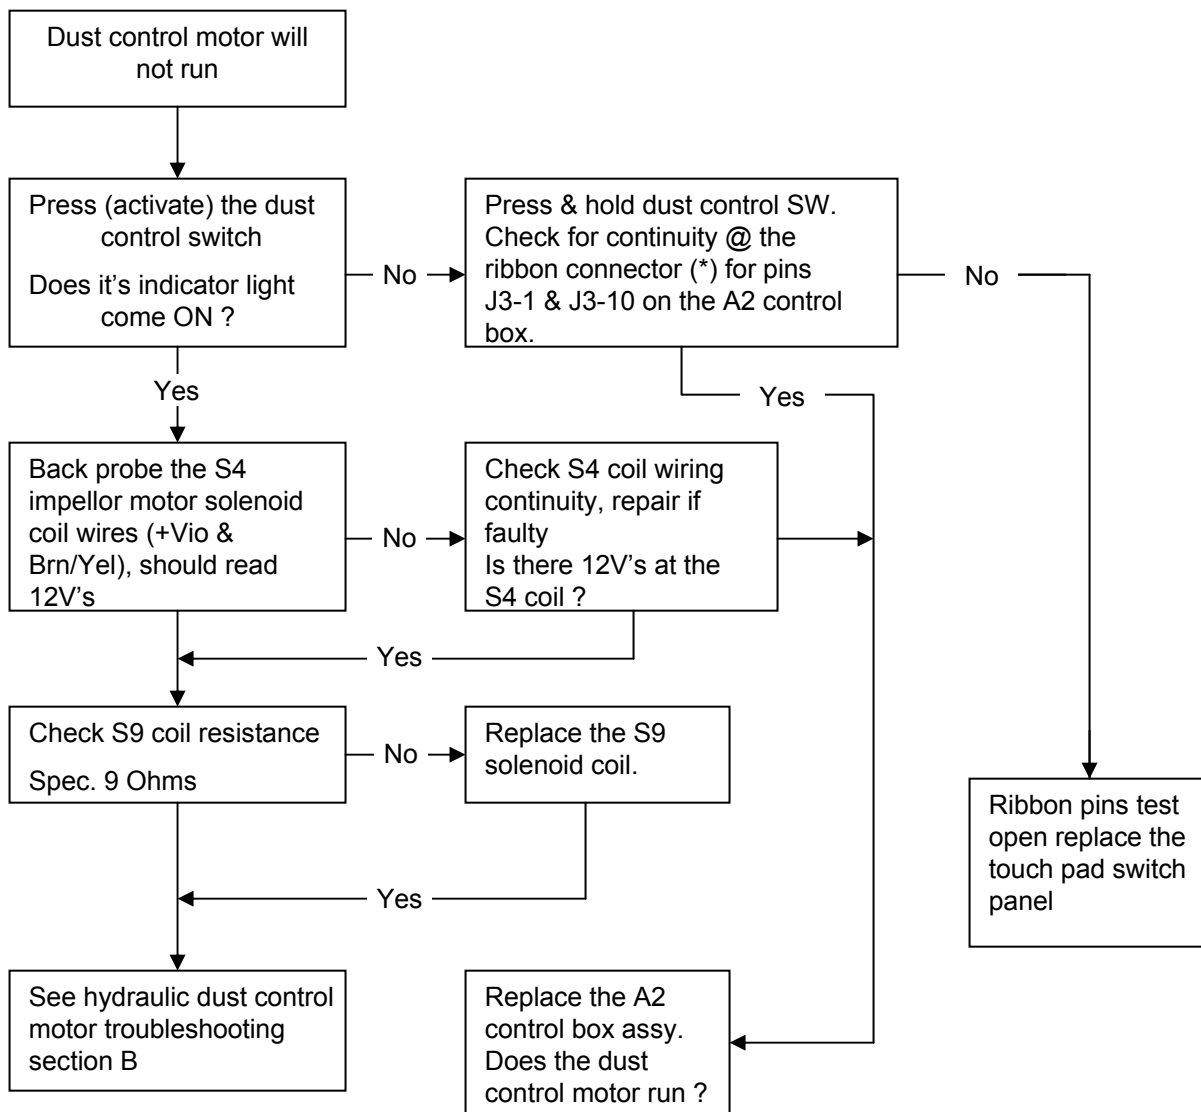 Dust control motor will
not run
Press (activate) the dust
control switch
Does it's indicator light
come ON ?
No
Press & hold dust control SW.
Check for continuity @ the
ribbon connector (*) for pins
J3-1 & J3-10 on the A2 control
box.
No
Yes
Yes
Back probe the S4
impellor motor solenoid
coil wires (+Vio &
Brn/Yel), should read
12V's
No
Check S4 coil wiring
continuity, repair if
faulty
Is there 12V's at the
S4 coil ?
Yes
Check S9 coil resistance
Spec. 9 Ohms
No
Replace the S9
solenoid coil.
Yes
Ribbon pins test
open replace the
touch pad switch
panel
See hydraulic dust control
motor troubleshooting
section B
Replace the A2
control box assy.
Does the dust
control motor run ?